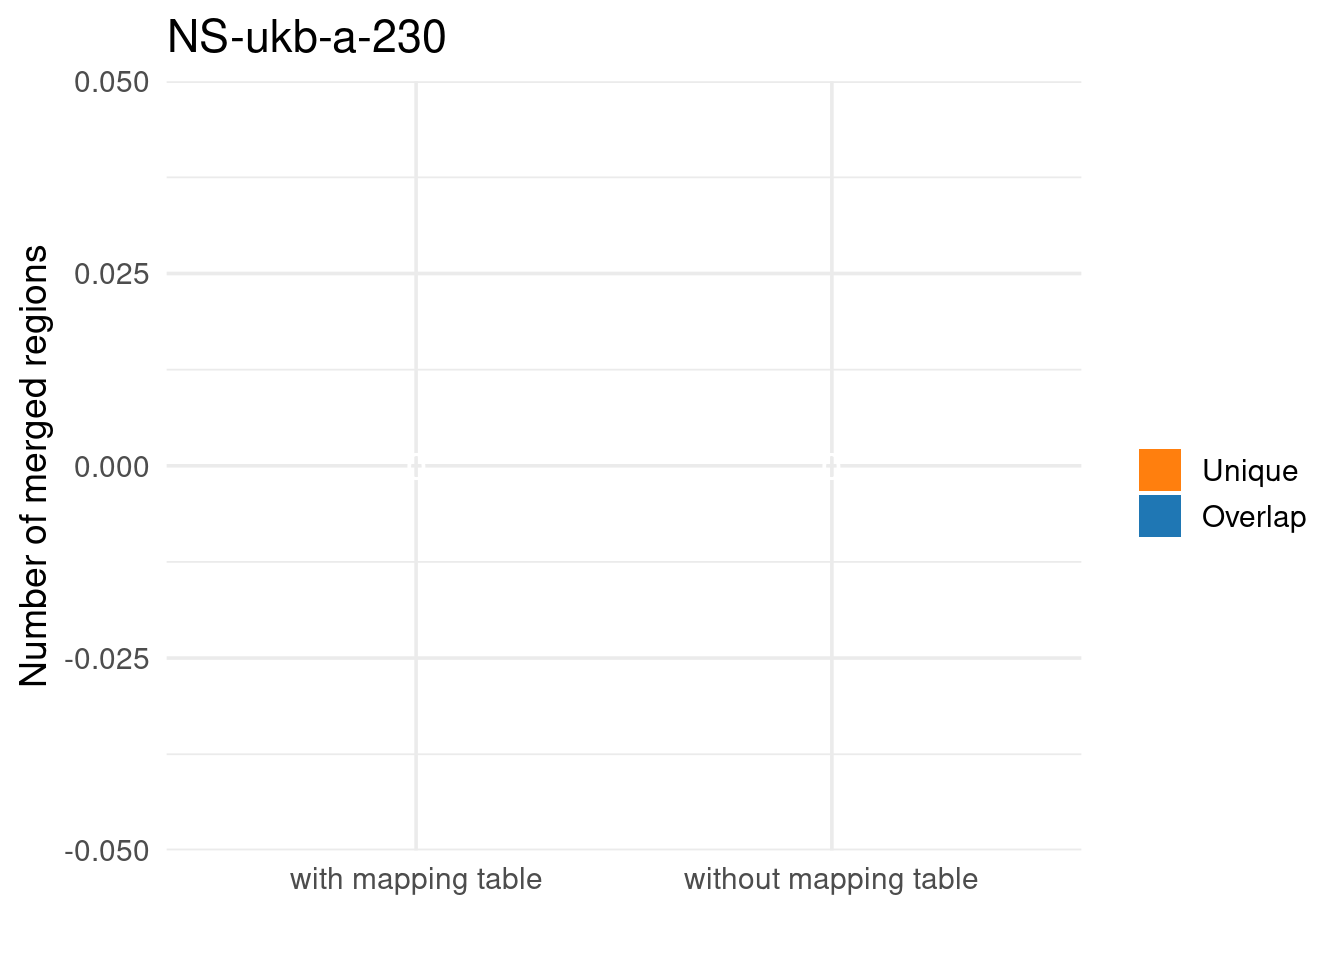 NS-ukb-a-230
Number of merged regions
0.050
0.025
0.000
-0.025
-0.050
with mapping table
without mapping table
Unique
Overlap